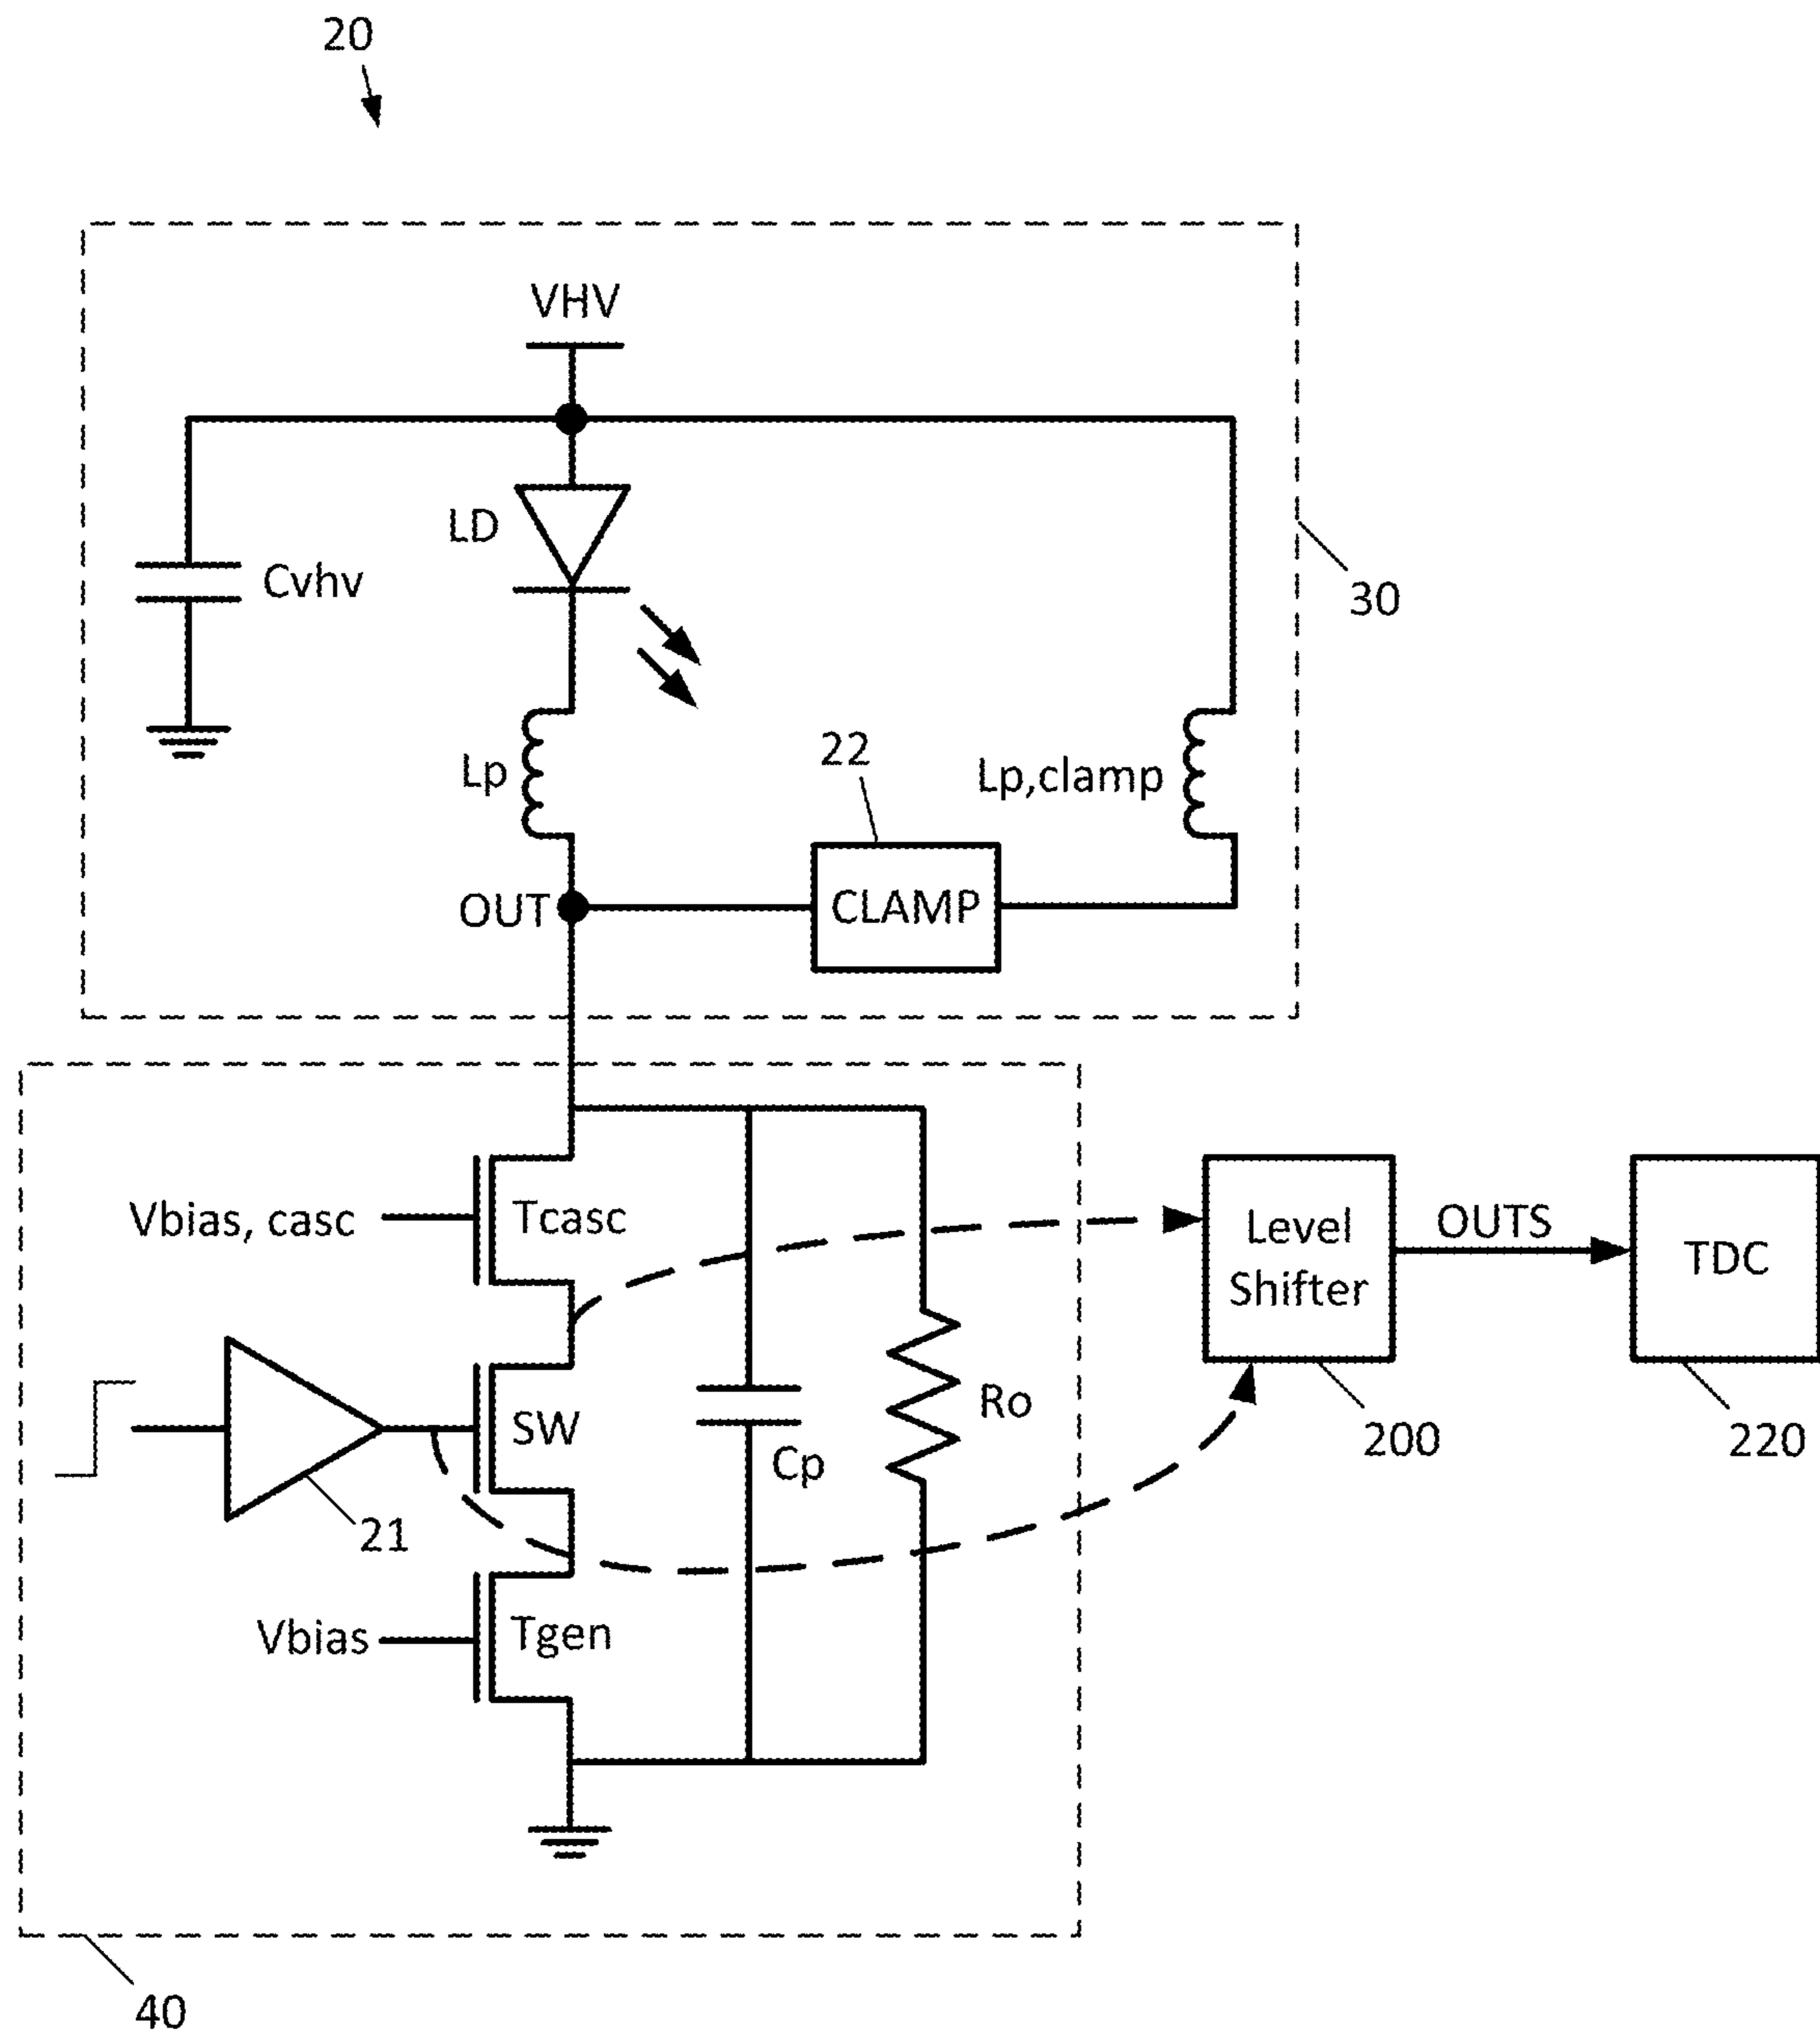 20
VHV
LD
Cvhv
30
22
Lp
Lp,clamp
OUT
CLAMP
Vbias, casc
Tcasc
Level
Shifter
OUTS
TDC
SW
Ro
Cp
200
220
21
Vbias
Tgen
40